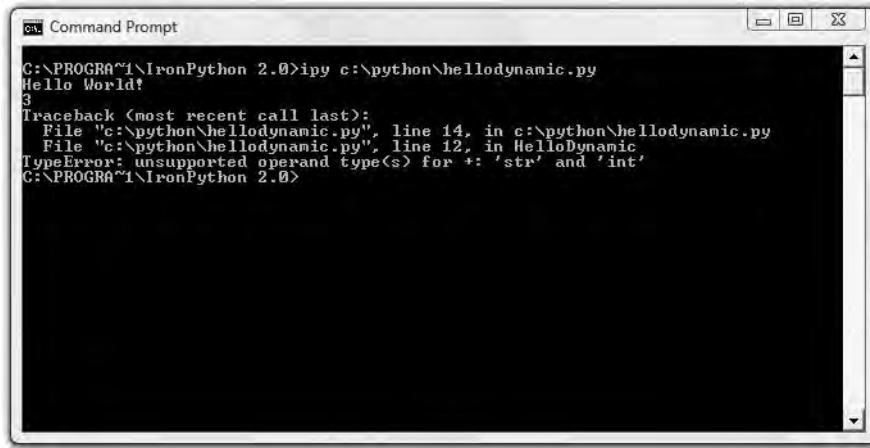 Command Prompt
C:\PROGRA~1\IronPython 2.0>ipy c:\python\hellodynamic.py
Hello World!
3
Traceback (most recent call last):
  File "c:\python\hellodynamic.py", line 14, in c:\python\hellodynamic.py
  File "c:\python\hellodynamic.py", line 12, in HelloDynamic
TypeError: unsupported operand type(s) for +: 'str' and 'int'
C:\PROGRA~1\IronPython 2.0>